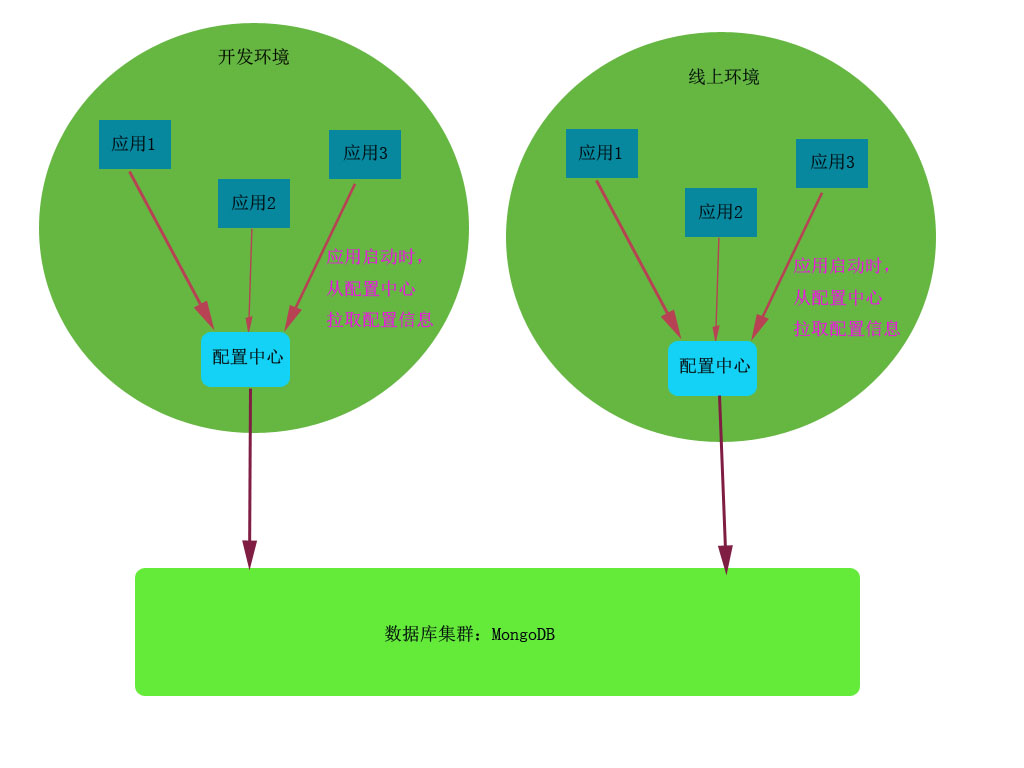 开发环境
应用1
应用2
应用3
应用启动时，
从配置中心
拉取配置信息
配置中心
线上环境
应用1
应用2
应用3
应用启动时，
从配置中心
拉取配置信息
配置中心
数据库集群：MongoDB